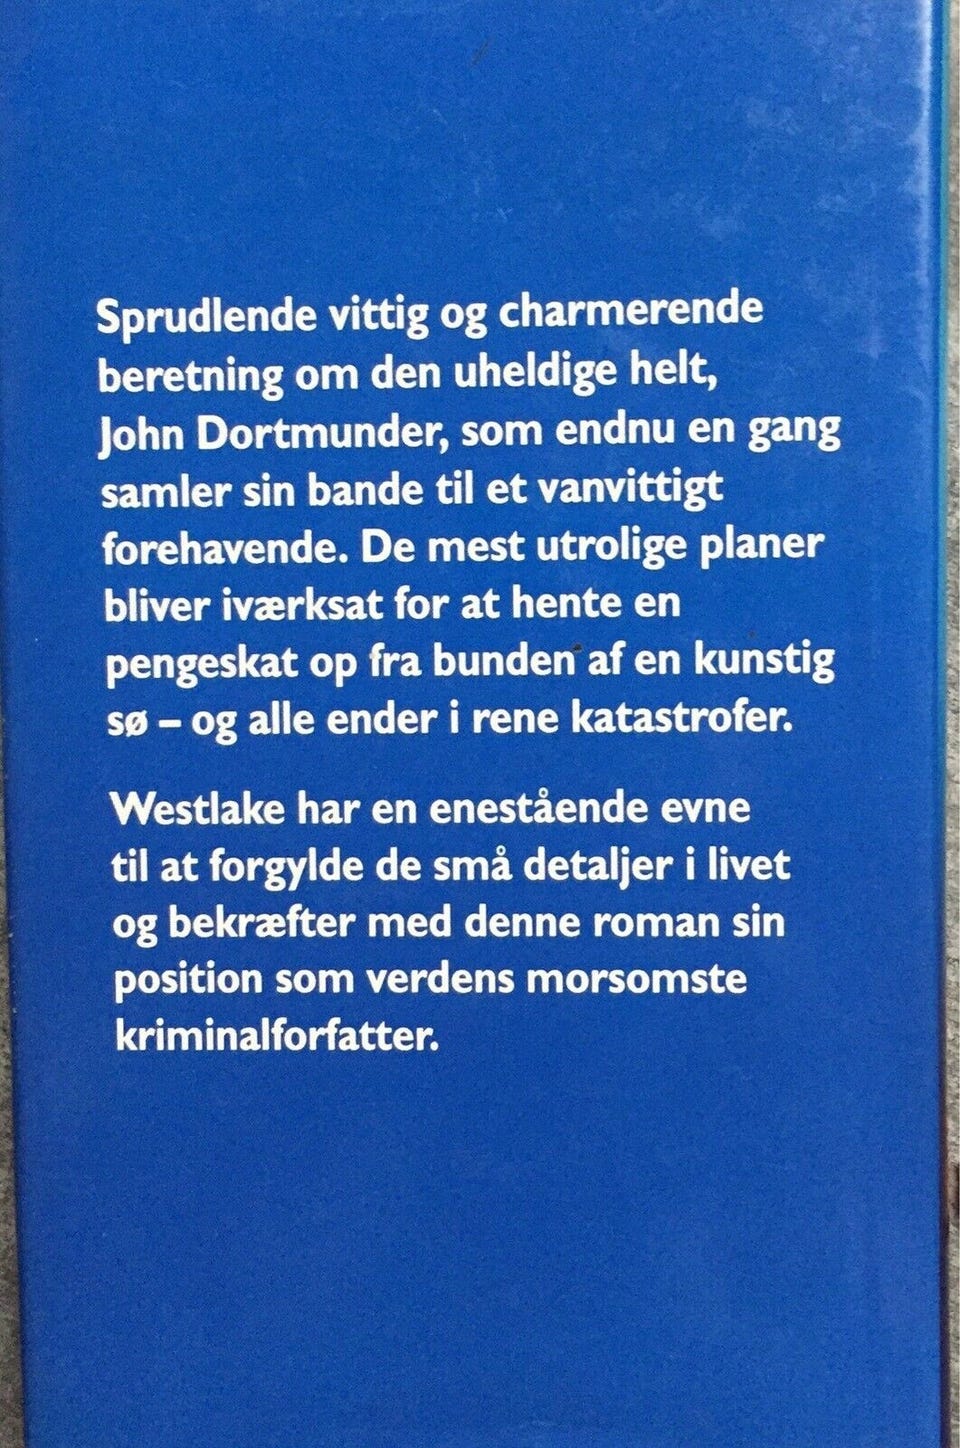 Sprudlende vittig og charmerende
beretning om den uheldige helt,
John Dortmunder, som endnu en gang
samler sin bande til et vanvittigt
forehavende. De mest utrolige planer
bliver iværksat for at hente en
pengeskat op fra bunden af en kunstig
sø – og alle ender i rene katastrofer.
Westlake har en enestående evne
til at forgylde de små detaljer i livet
og bekræfter med denne roman sin
position som verdens morsomste
kriminalforfatter.